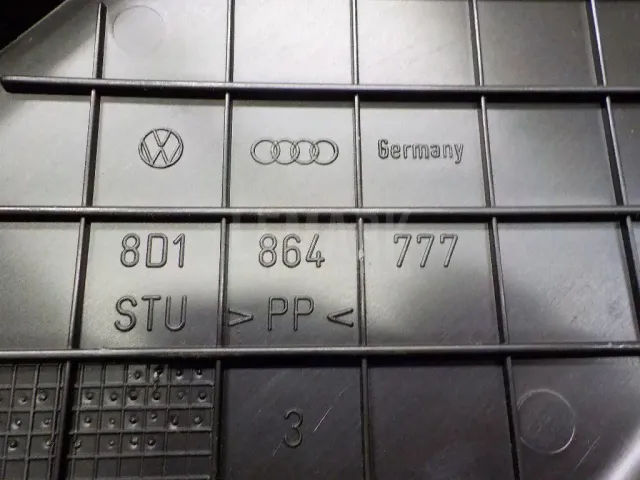 Germany
8D1 864 777
STU >PP<
3